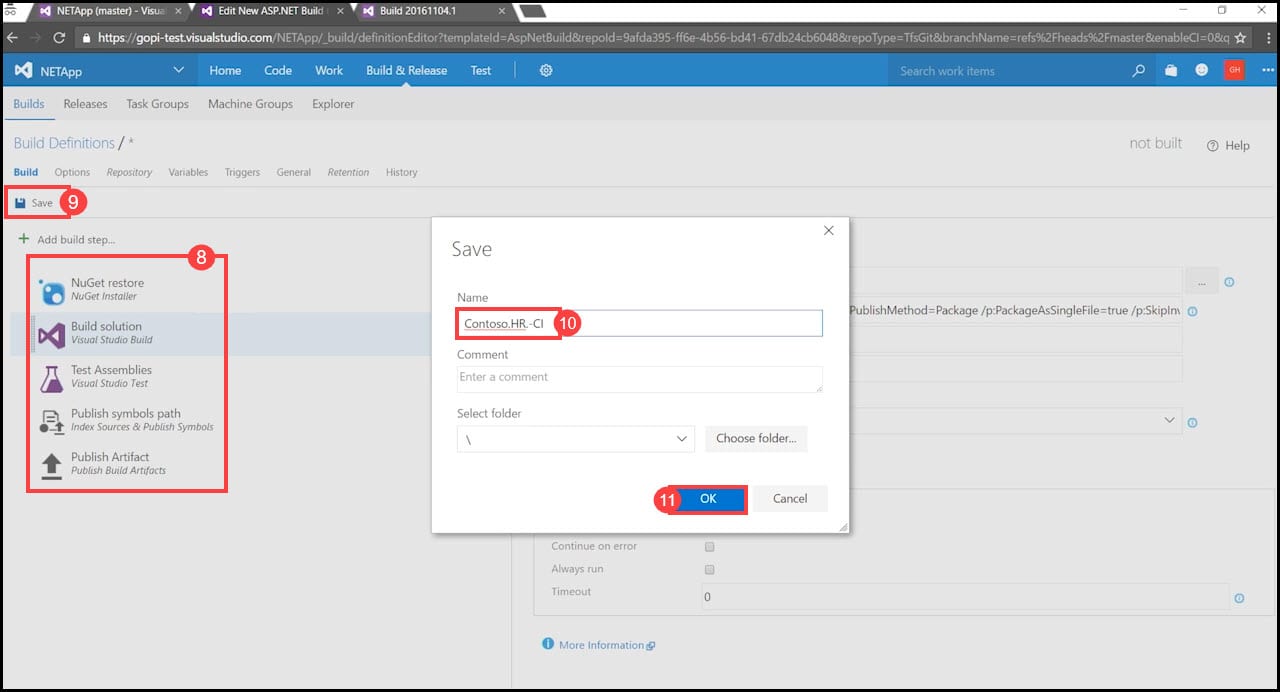 NETApp (master) - Visua
Edit New ASP.NET Build
Build 20161104.1
https://gopi-test.visualstudio.com/NETApp/_build/definitionEditor?templateId=AspNetBuild&repoId=9afda395-ff6e-4b56-bd41-67db24cb6048&repoType=TfsGit&branchName=refs%2Fheads%2Fmaster&enableCI=0&q
NETApp
Home Code Work Build & Release Test
Search work items
GH
Builds Releases Task Groups Machine Groups Explorer
Build Definitions / *
not built
Help
Build Options Repository Variables Triggers General Retention History
Save
9
Add build step...
8
NuGet restore
NuGet Installer
Build solution
Visual Studio Build
Test Assemblies
Visual Studio Test
Publish symbols path
Index Sources & Publish Symbols
Publish Artifact
Publish Build Artifacts
...
PublishMethod=Package /p:PackageAsSingleFile=true /p:SkipInv
Save
Name
Contoso.HR.-CI
10
Comment
Enter a comment
Select folder
\
Choose folder...
11
OK
Cancel
Continue on error
Always run
Timeout
0
More Information